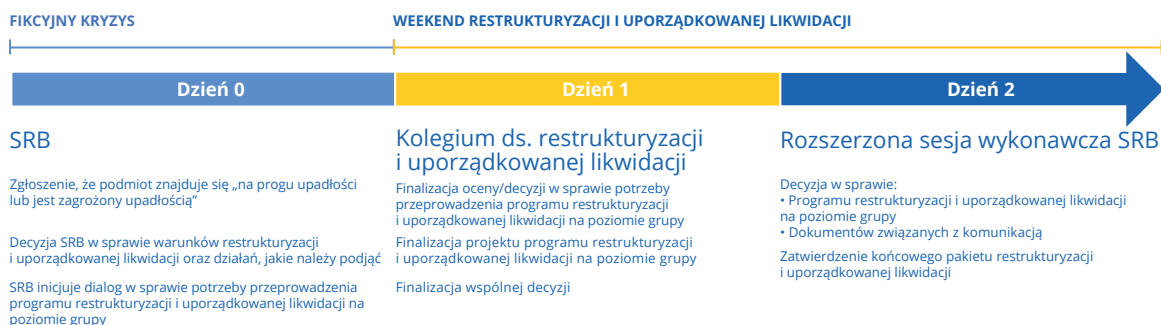 FIKCYJNY KRYZYS
WEEKEND RESTRUKTURYZACJI I UPORZĄDKOWANEJ LIKWIDACJI
Dzień 0
Dzień 1
Dzień 2
SRB
Zgłoszenie, że podmiot znajduje się „na progu upadłości
lub jest zagrożony upadłością”
Decyzja SRB w sprawie warunków restrukturyzacji
i uporządkowanej likwidacji oraz działań, jakie należy podjąć
SRB inicjuje dialog w sprawie potrzeby przeprowadzenia
programu restrukturyzacji i uporządkowanej likwidacji na
poziomie grupy
Kolegium ds. restrukturyzacji
i uporządkowanej likwidacji
Finalizacja oceny/decyzji w sprawie potrzeby
przeprowadzenia programu restrukturyzacji
i uporządkowanej likwidacji na poziomie grupy
Finalizacja projektu programu restrukturyzacji
i uporządkowanej likwidacji na poziomie grupy
Finalizacja wspólnej decyzji
Rozszerzona sesja wykonawcza SRB
Decyzja w sprawie:
• Programu restrukturyzacji i uporządkowanej likwidacji
na poziomie grupy
• Dokumentów związanych z komunikacją
Zatwierdzenie końcowego pakietu restrukturyzacji
i uporządkowanej likwidacji